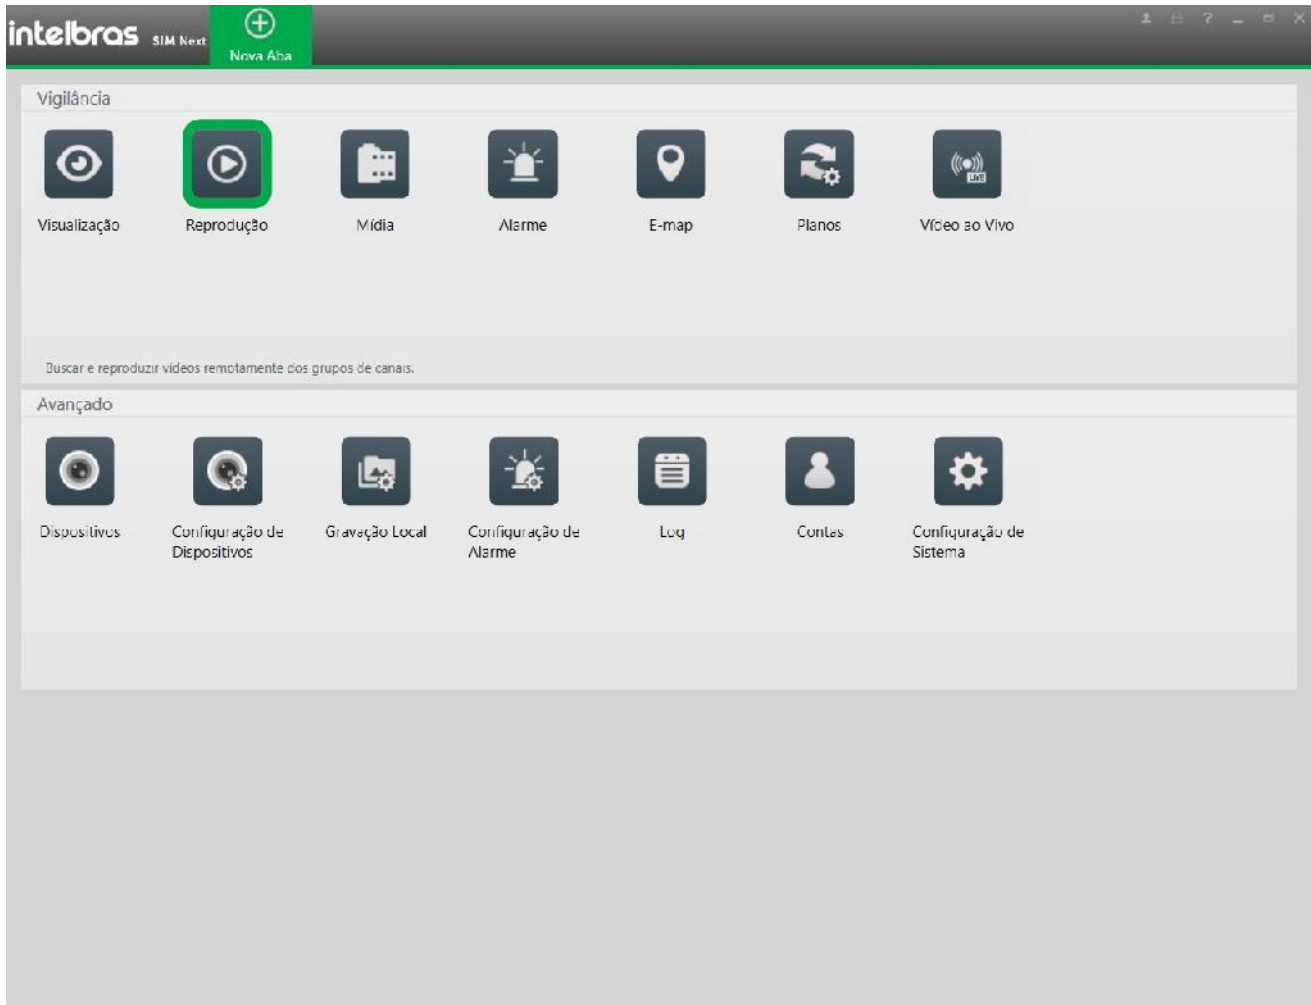 intelbras SIM Next
Nova Aba
Vigilância
Visualização Reprodução Mídia Alarme E-map Planos Vídeo ao Vivo
LIVE
Buscar e reproduzir vídeos remotamente dos grupos de canais.
Avançado
Dispositivos Configuração de Gravação Local Configuração de Log Contas Configuração de
Dispositivos Alarme Sistema